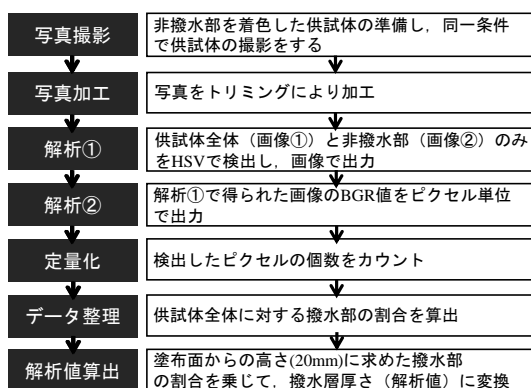 写真撮影
非撥水部を着色した供試体の準備し，同一条件
で供試体の撮影をする
写真加工
写真をトリミングにより加工
解析①
供試体全体（画像①）と非撥水部（画像②）のみ
をHSVで検出し，画像で出力
解析②
解析①で得られた画像のBGR値をピクセル単位
で出力
定量化
検出したピクセルの個数をカウント
データ整理
供試体全体に対する撥水部の割合を算出
解析値算出
塗布面からの高さ(20mm)に求めた撥水部
の割合を乗じて，撥水層厚さ（解析値）に変換